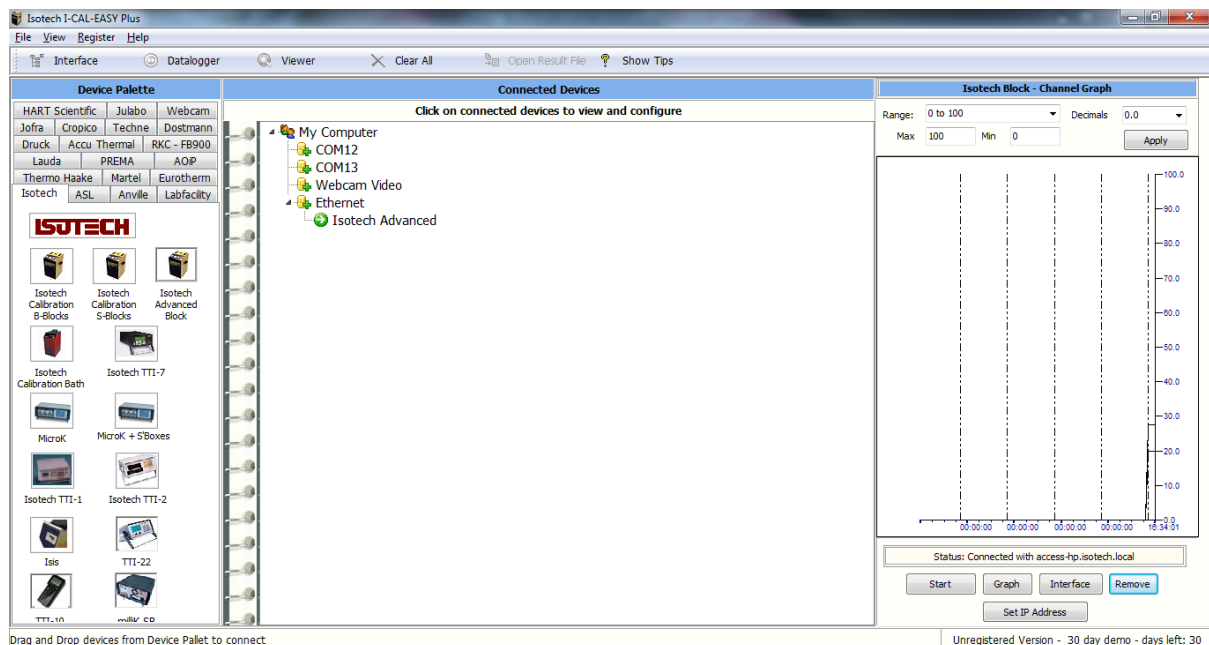 Isotech I-CAL-EASY Plus
File View Register Help
Interface Datalogger Viewer Clear All Open Result File Show Tips
Device Palette
HART Scientific Julabo Webcam
Jofra Cropico Techne Dostmann
Druck Accu Thermal RKC - FB900
Lauda PREMA AOiP
Thermo Haake Martel Eurotherm
Isotech ASL Anville Labfacility
ISOTECH
Isotech Calibration B-Blocks
Isotech Calibration S-Blocks
Isotech Advanced Block
Isotech Calibration Bath
Isotech TTI-7
MicroK
MicroK + S'Boxes
Isotech TTI-1
Isotech TTI-2
Isis
TTI-22
TTI-10
milliK SP
Connected Devices
Click on connected devices to view and configure
My Computer
COM12
COM13
Webcam Video
Ethernet
Isotech Advanced
Isotech Block - Channel Graph
Range: 0 to 100 Decimals 0.0
Max 100 Min 0 Apply
100.0
90.0
80.0
70.0
60.0
50.0
40.0
30.0
20.0
10.0
0.0
00:00:00 00:00:00 00:00:00 00:00:00 16:34:01
Status: Connected with access-hp.isotech.local
Start Graph Interface Remove
Set IP Address
Drag and Drop devices from Device Pallet to connect
Unregistered Version - 30 day demo - days left: 30